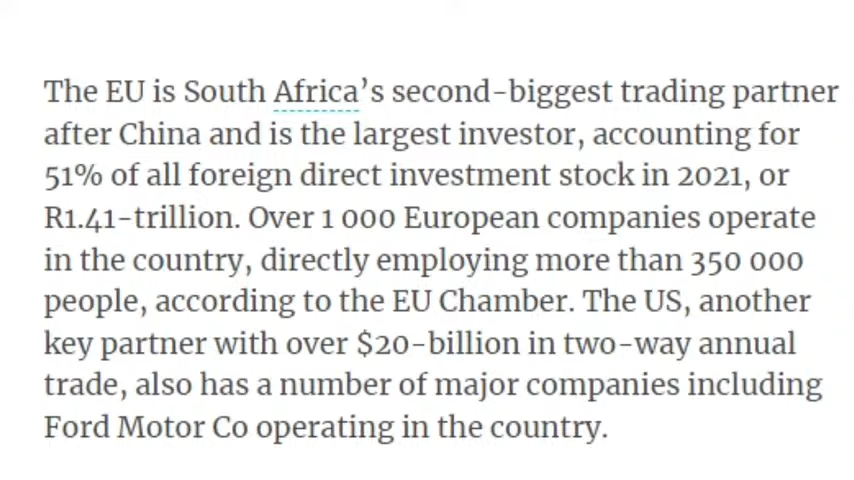 The EU is South Africa’s second-biggest trading partner
after China and is the largest investor, accounting for
51% of all foreign direct investment stock in 2021, or
R1.41-trillion. Over 1 000 European companies operate
in the country, directly employing more than 350 000
people, according to the EU Chamber. The US, another
key partner with over $20-billion in two-way annual
trade, also has a number of major companies including
Ford Motor Co operating in the country.